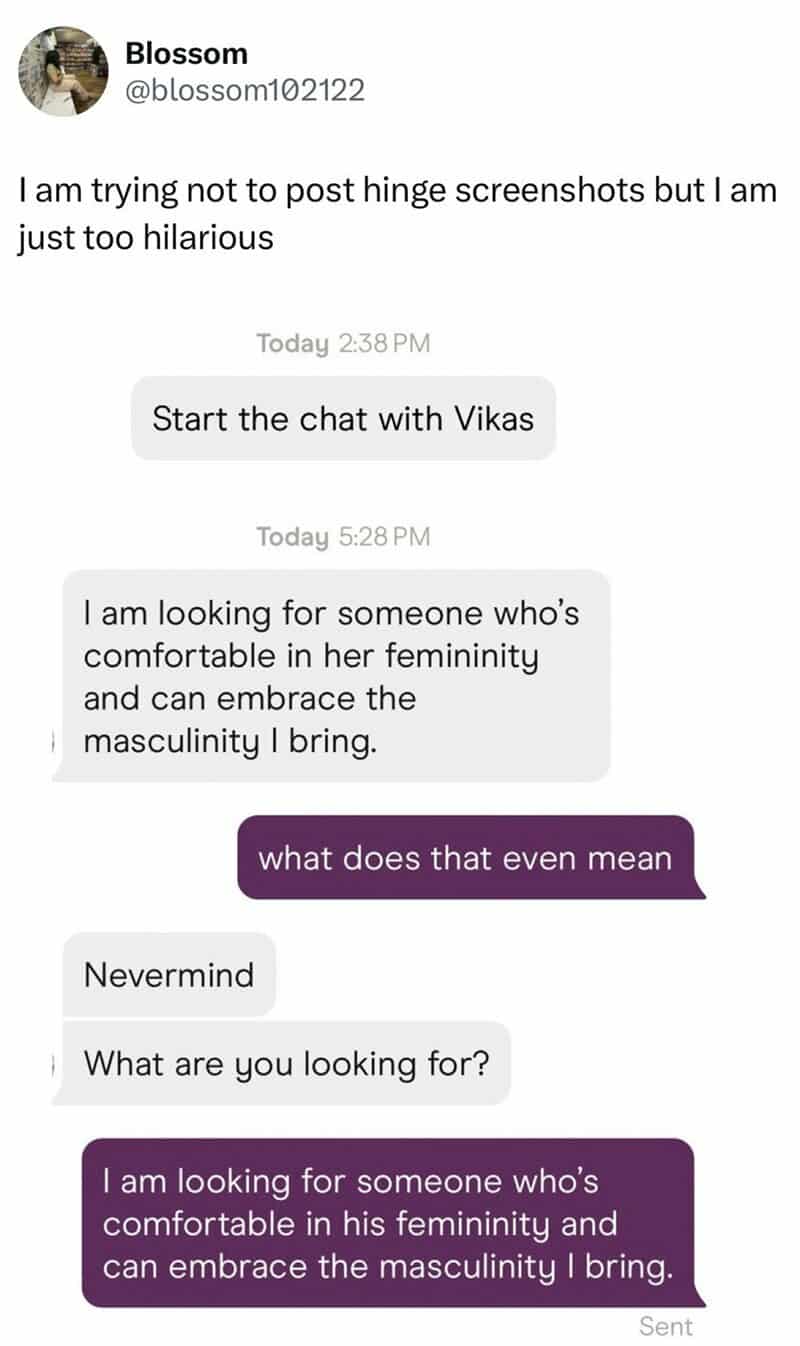 Blossom
@blossom102122
I am trying not to post hinge screenshots but I am
just too hilarious
Today 2:38 PM
Start the chat with Vikas
Today 5:28 PM
I am looking for someone who’s
comfortable in her femininity
and can embrace the
masculinity I bring.
what does that even mean
Nevermind
What are you looking for?
I am looking for someone who’s
comfortable in his femininity and
can embrace the masculinity I bring.
Sent